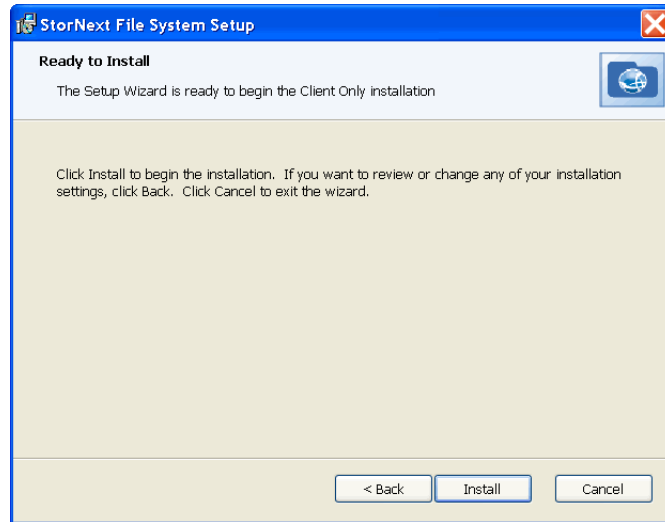 StorNext File System Setup
Ready to Install
The Setup Wizard is ready to begin the Client Only installation
Click Install to begin the installation.  If you want to review or change any of your installation
settings, click Back.  Click Cancel to exit the wizard.
< Back  Install  Cancel